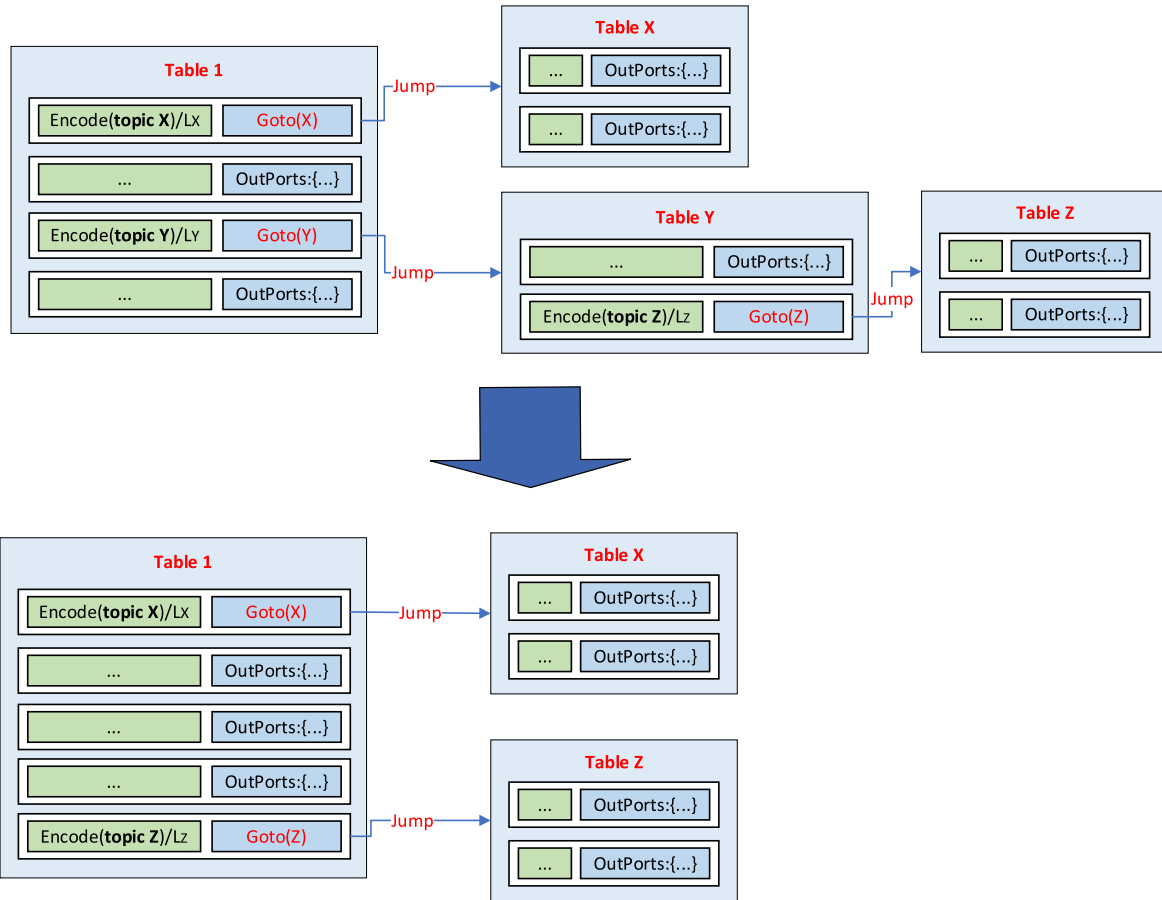 Table 1
Encode(topic X)/LX Goto(X)
... OutPorts:{...}
Encode(topic Y)/LY Goto(Y)
... OutPorts:{...}
Jump
Jump
Table X
... OutPorts:{...}
... OutPorts:{...}
Table Y
... OutPorts:{...}
Encode(topic Z)/LZ Goto(Z)
Jump
Table Z
... OutPorts:{...}
... OutPorts:{...}
Table 1
Encode(topic X)/LX Goto(X)
... OutPorts:{...}
... OutPorts:{...}
... OutPorts:{...}
Encode(topic Z)/LZ Goto(Z)
Jump
Jump
Table X
... OutPorts:{...}
... OutPorts:{...}
Table Z
... OutPorts:{...}
... OutPorts:{...}